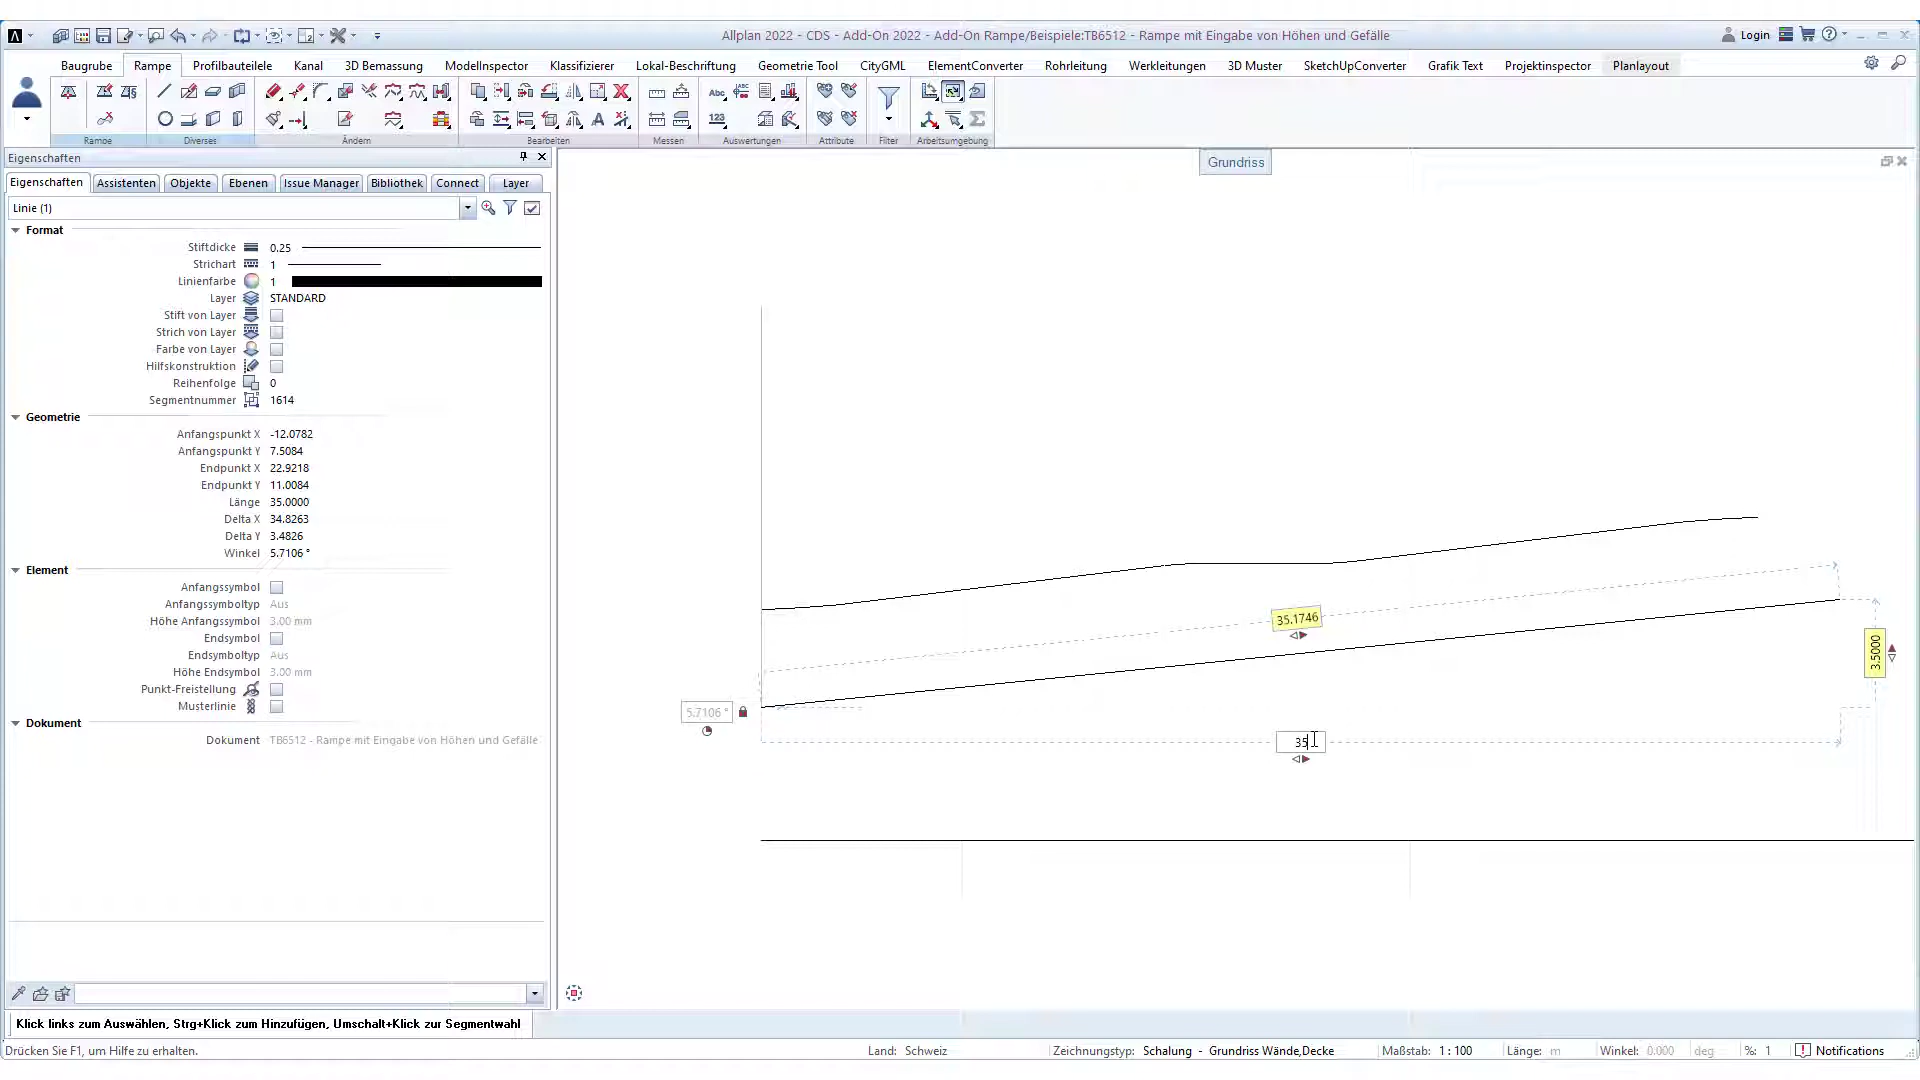 Allplan 2022 - CDS - Add-On 2022 - Add-On Rampe/Beispiele:TB6512 - Rampe mit Eingabe von Höhen und Gefälle
Login
Baugrube Rampe Profilbauteile Kanal 3D Bemassung ModelInspector Klassifizierer Lokal-Beschriftung Geometrie Tool CityGML ElementConverter Rohrleitung Werkleitungen 3D Muster SketchUpConverter Grafik Text Projektinspector Planlayout
Abc
123
Rampe Diverses Ändern Bearbeiten Messen Auswertungen Attribute Filter Arbeitsumgebung
Eigenschaften
Grundriss
Eigenschaften Assistenten Objekte Ebenen Issue Manager Bibliothek Connect Layer
Linie (1)
Format
Stiftdicke 0.25
Strichart 1
Linienfarbe 1
Layer STANDARD
Stift von Layer
Strich von Layer
Farbe von Layer
Hilfskonstruktion
Reihenfolge 0
Segmentnummer 1614
Geometrie
Anfangspunkt X -12.0782
Anfangspunkt Y 7.5084
Endpunkt X 22.9218
Endpunkt Y 11.0084
Länge 35.0000
Delta X 34.8263
Delta Y 3.4826
Winkel 5.7106 °
Element
Anfangssymbol
Anfangssymboltyp Aus
Höhe Anfangssymbol 3.00 mm
Endsymbol
Endsymboltyp Aus
Höhe Endsymbol 3.00 mm
Punkt-Freistellung
Musterlinie
Dokument
Dokument TB6512 - Rampe mit Eingabe von Höhen und Gefälle
35.1746
3.5000
5.7106 °
35
Klick links zum Auswählen, Strg+Klick zum Hinzufügen, Umschalt+Klick zur Segmentwahl
Drücken Sie F1, um Hilfe zu erhalten. Land: Schweiz Zeichnungstyp: Schalung - Grundriss Wände,Decke Maßstab: 1 : 100 Länge: m Winkel: 0.000 deg %: 1 Notifications